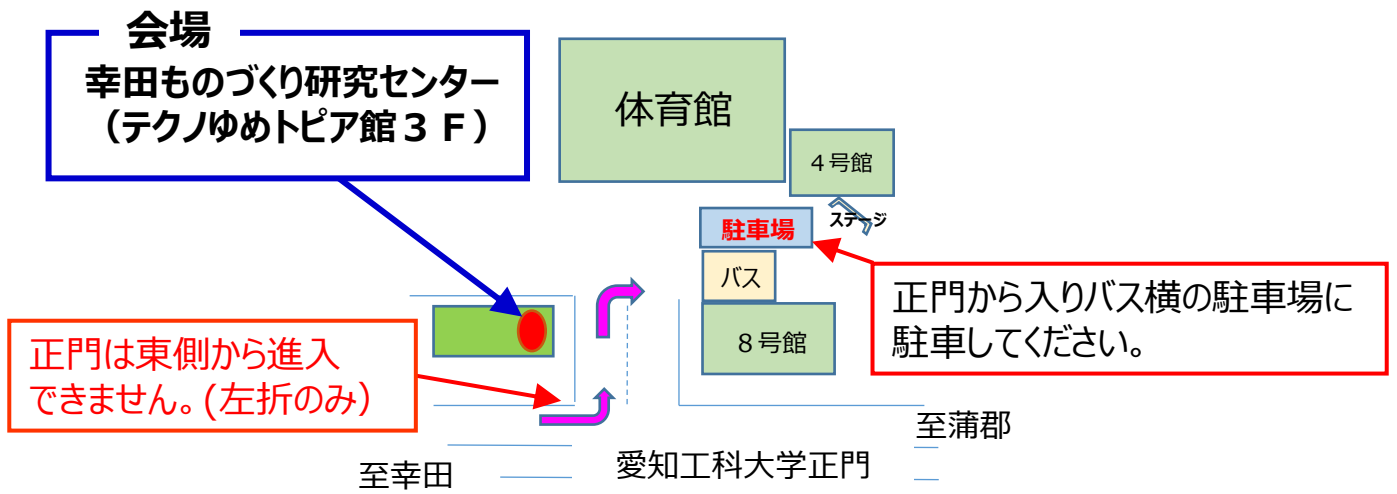 会場
幸田ものづくり研究センター
（テクノゆめトピア館３Ｆ）
体育館
４号館
ステージ
駐車場
バス
８号館
正門から入りバス横の駐車場に
駐車してください。
正門は東側から進入
できません。(左折のみ）
至蒲郡
愛知工科大学正門
至幸田